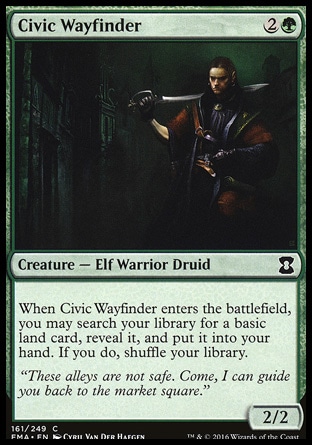 Civic Wayfinder 2
Creature — Elf Warrior Druid
When Civic Wayfinder enters the battlefield,
you may search your library for a basic
land card, reveal it, and put it into your
hand. If you do, shuffle your library.
"These alleys are not safe. Come, I can guide
you back to the market square."
2/2
161/249 C
EMA • EN Cyril Van Der Haegen
™ & © 2016 Wizards of the Coast